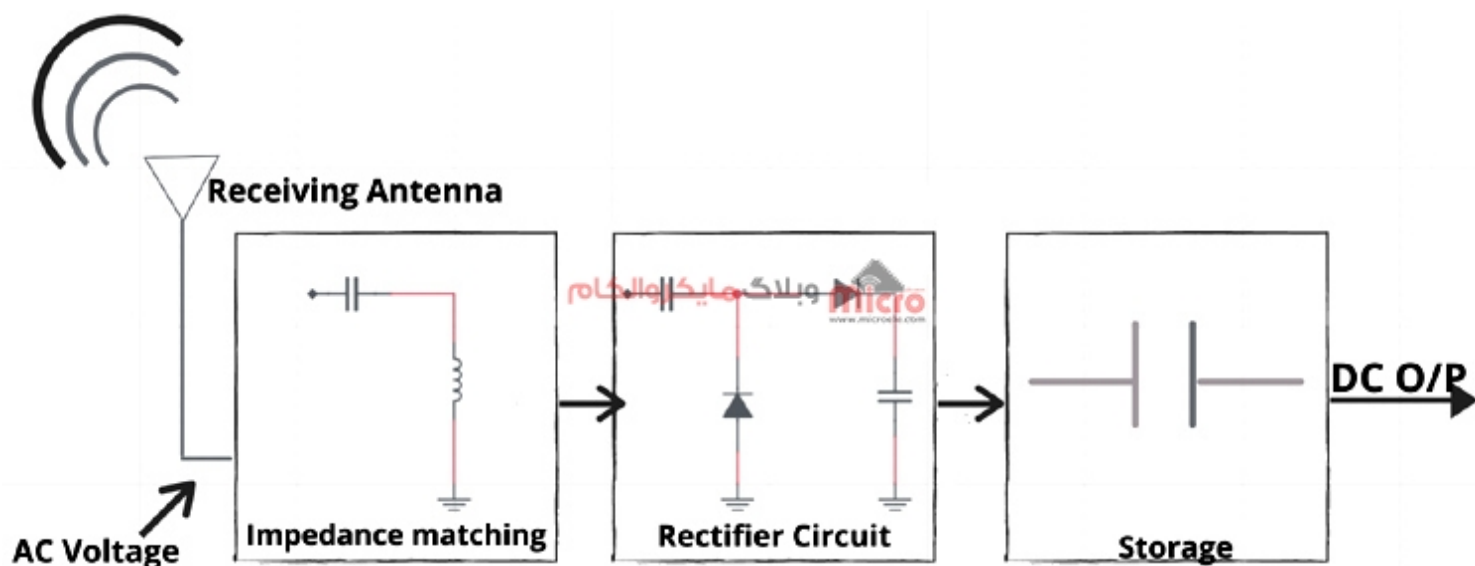 Receiving Antenna
وبلاگ مایکروالکام
micro
DC O/P
Impedance matching
Rectifier Circuit
Storage
AC Voltage